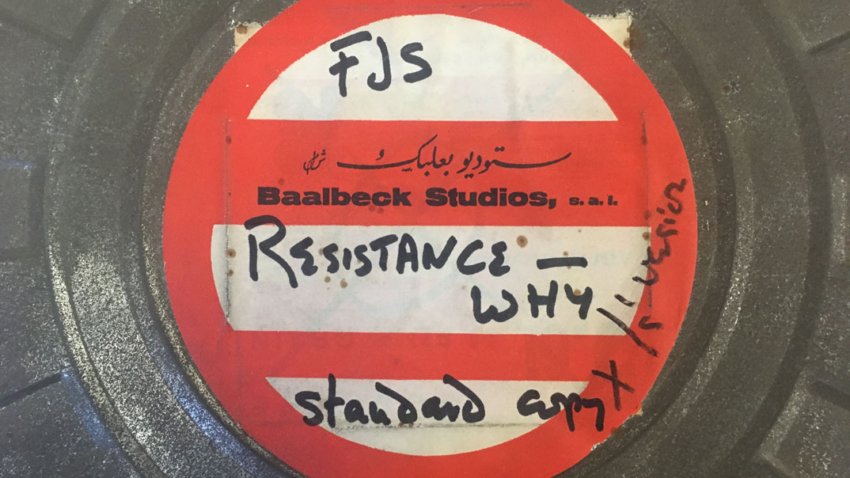 FJS
ستوديو بعلبك
Baalbeck Studios, s.a.l.
RESISTANCE —
WHY
standard copy